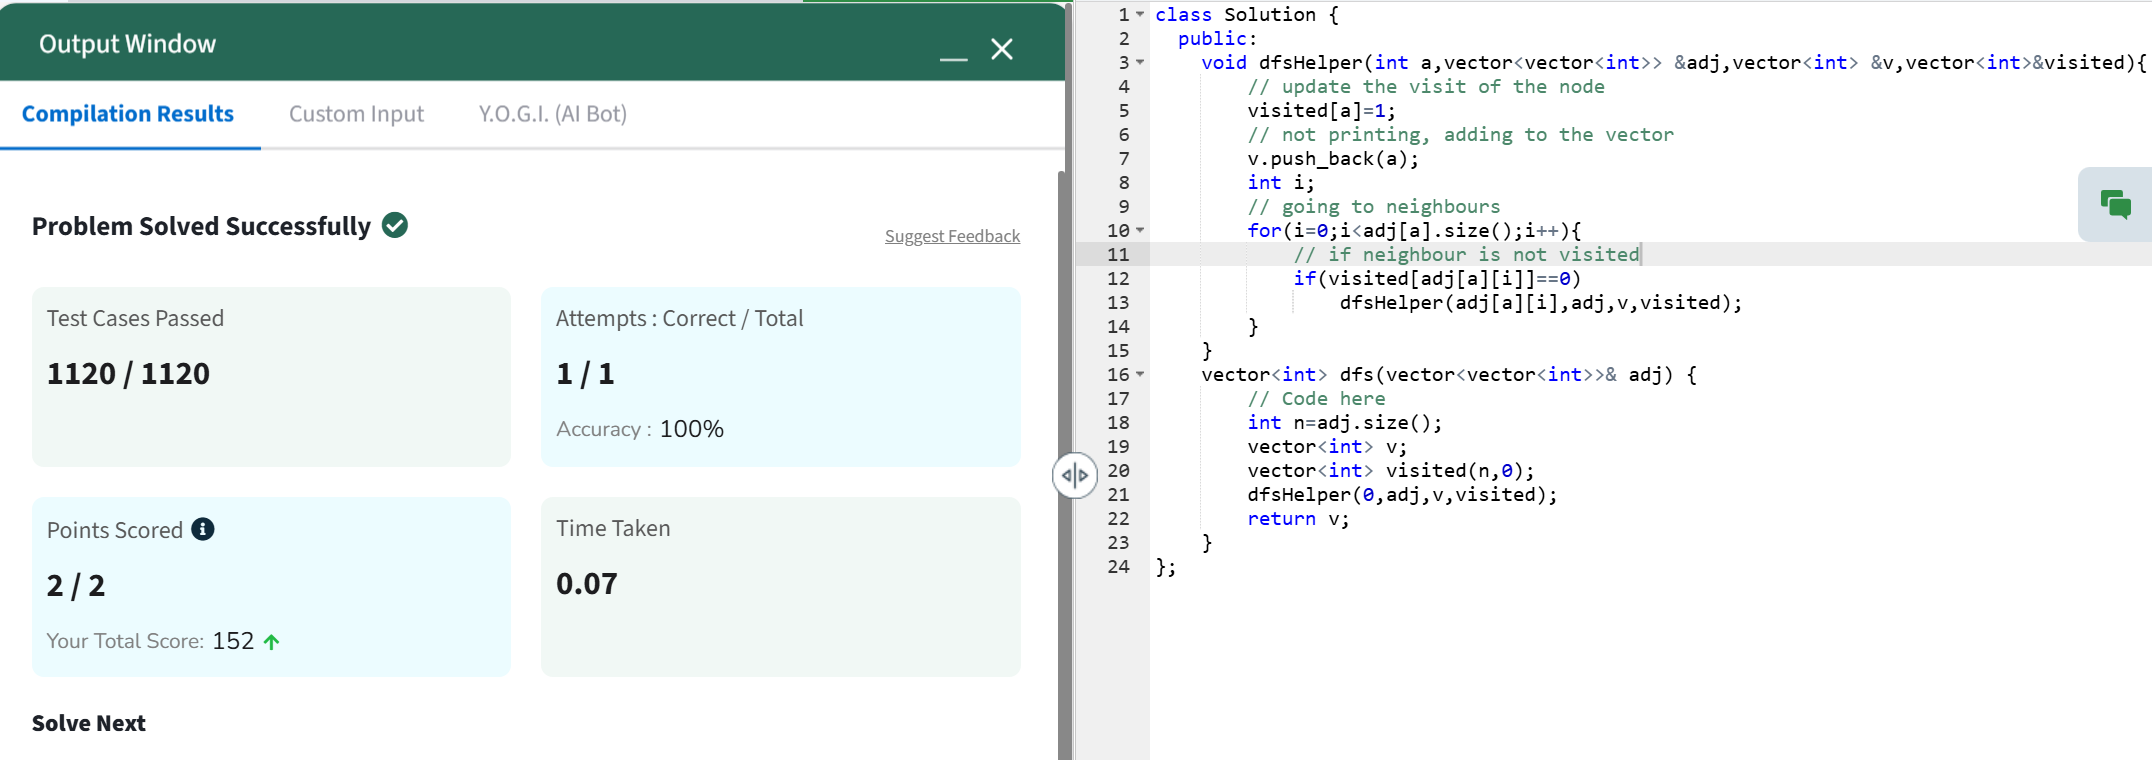 Output Window
Compilation Results
Custom Input
Y.O.G.I. (AI Bot)
Problem Solved Successfully
Suggest Feedback
Test Cases Passed
1120 / 1120
Attempts : Correct / Total
1 / 1
Accuracy : 100%
Points Scored
2 / 2
Your Total Score: 152
Time Taken
0.07
Solve Next
1 class Solution {
2   public:
3     void dfsHelper(int a,vector<vector<int>> &adj,vector<int> &v,vector<int>&visited){
4         // update the visit of the node
5         visited[a]=1;
6         // not printing, adding to the vector
7         v.push_back(a);
8         int i;
9         // going to neighbours
10         for(i=0;i<adj[a].size();i++){
11             // if neighbour is not visited
12             if(visited[adj[a][i]]==0)
13                 dfsHelper(adj[a][i],adj,v,visited);
14         }
15     }
16     vector<int> dfs(vector<vector<int>>& adj) {
17         // Code here
18         int n=adj.size();
19         vector<int> v;
20         vector<int> visited(n,0);
21         dfsHelper(0,adj,v,visited);
22         return v;
23     }
24 };